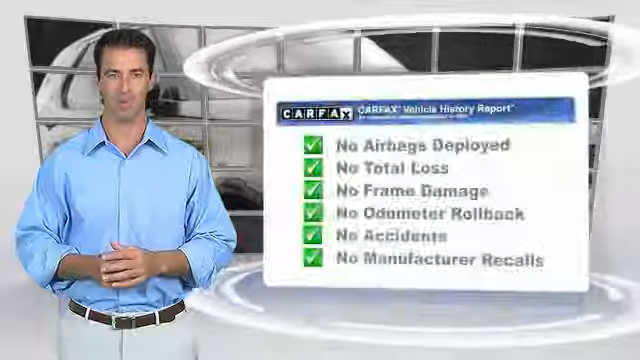 CARFAX CARFAX Vehicle History Report™
No Airbags Deployed
No Total Loss
No Frame Damage
No Odometer Rollback
No Accidents
No Manufacturer Recalls